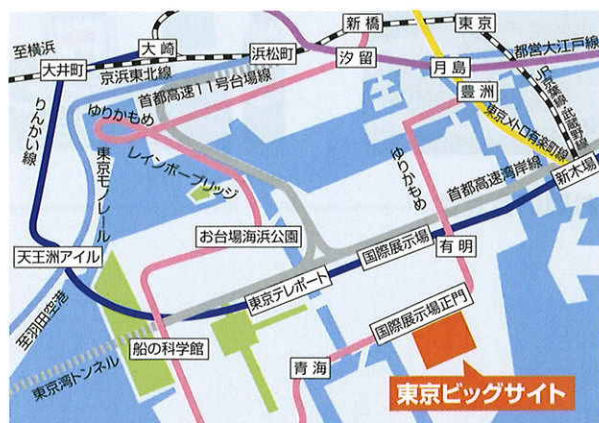 新橋
東京
至横浜
大崎
浜松町
汐留
都営大江戸線
大井町
京浜東北線
月島
首都高速11号台場線
豊洲
JR京葉線・武蔵野線
ゆりかもめ
東京メトロ有楽町線
りんかい線
東京モノレール
レインボーブリッジ
ゆりかもめ
首都高速湾岸線
新木場
お台場海浜公園
天王洲アイル
国際展示場
有明
東京テレポート
至羽田空港
国際展示場正門
船の科学館
青海
東京湾トンネル
東京ビッグサイト